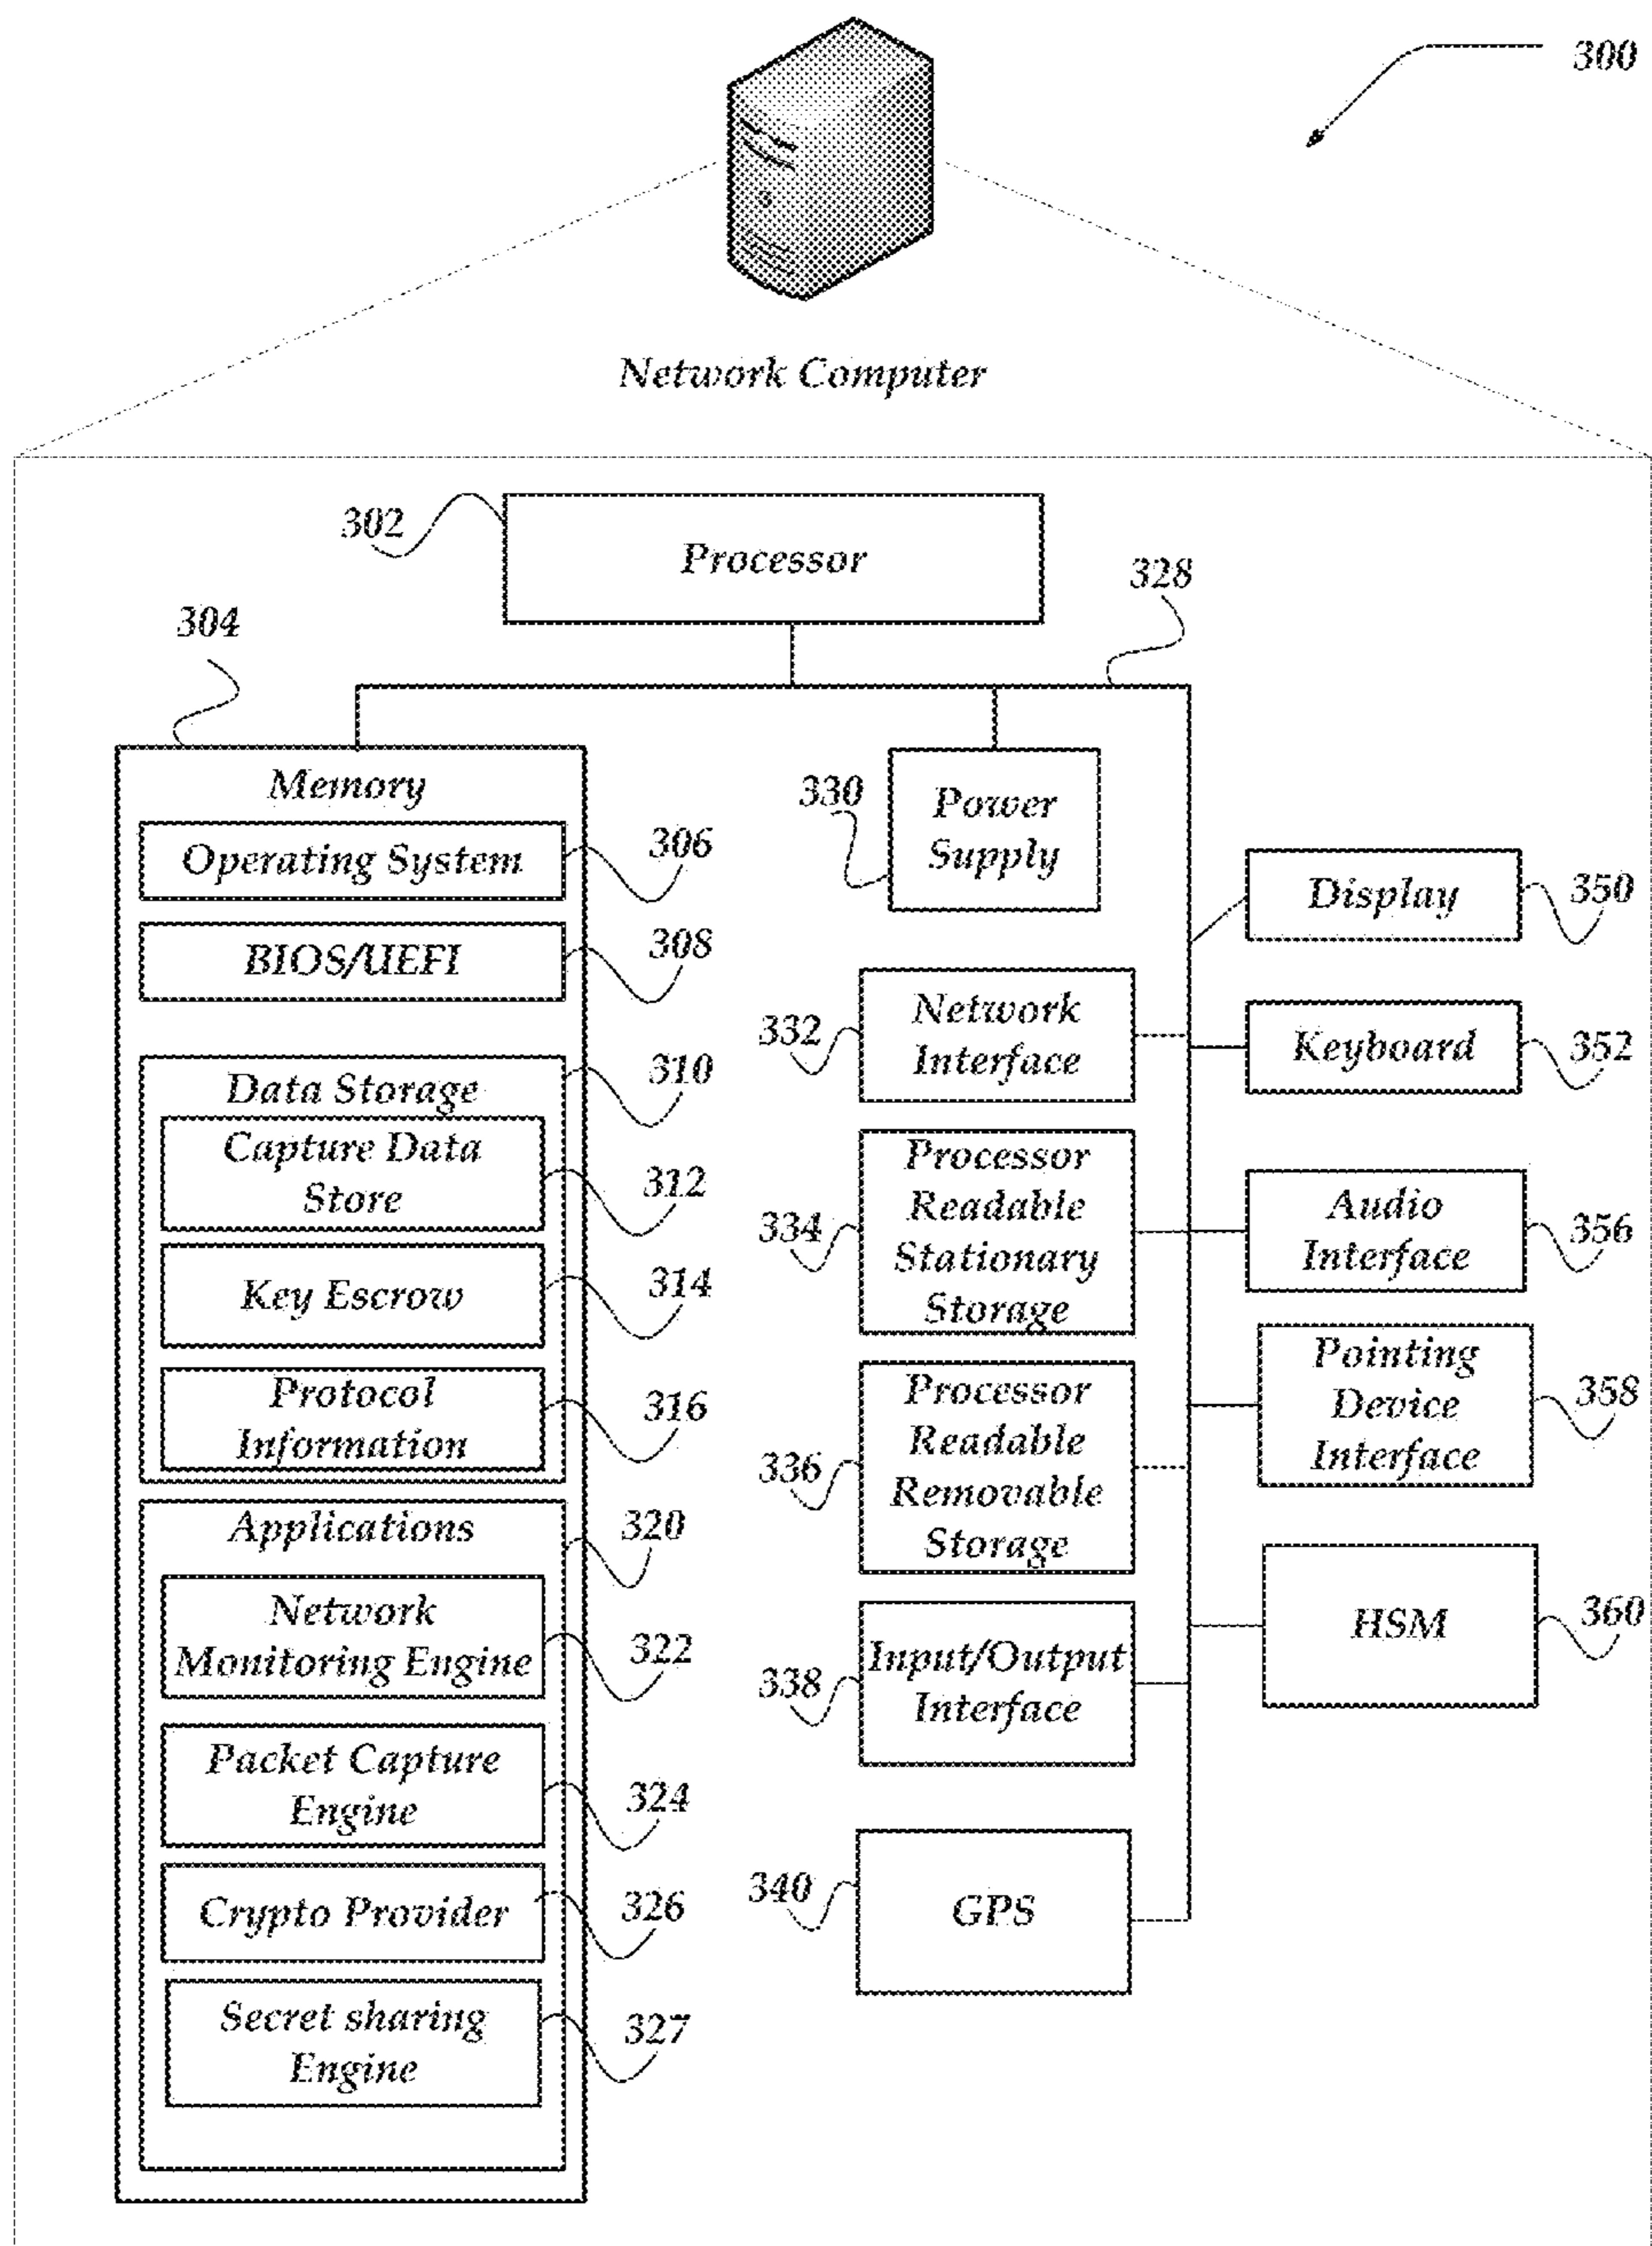 300
Network Computer
302
Processor
328
304
Memory
Operating System
306
BIOS/UEFI
308
Data Storage
310
Capture Data
Store
312
Key Escrow
314
Protocol
Information
316
Applications
320
Network
Monitoring Engine
322
Packet Capture
Engine
324
Crypto Provider
326
Secret sharing
Engine
327
330
Power
Supply
332
Network
Interface
334
Processor
Readable
Stationary
Storage
336
Processor
Readable
Removable
Storage
338
Input/Output
Interface
340
GPS
Display
350
Keyboard
352
Audio
Interface
356
Pointing
Device
Interface
358
HSM
360